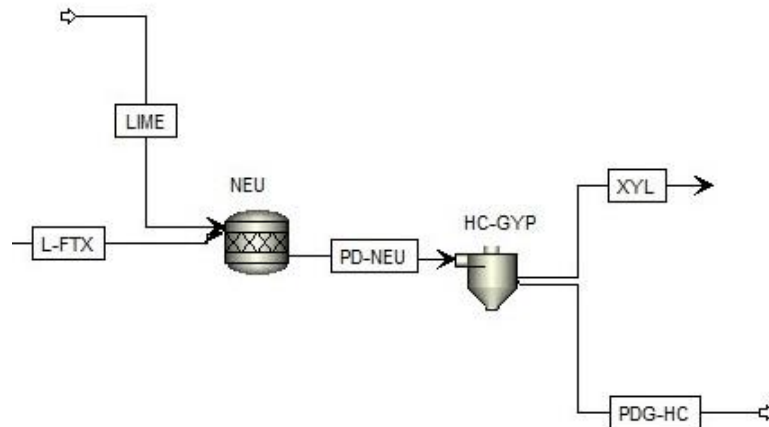 LIME
NEU
XYL
HC-GYP
L-FTX
PD-NEU
PDG-HC